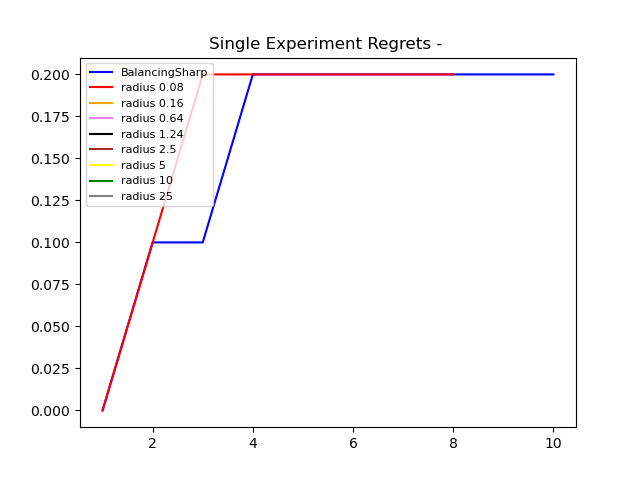 Single Experiment Regrets -
0.200
0.175
0.150
0.125
0.100
0.075
0.050
0.025
0.000
BalancingSharp
radius 0.08
radius 0.16
radius 0.64
radius 1.24
radius 2.5
radius 5
radius 10
radius 25
2 4 6 8 10